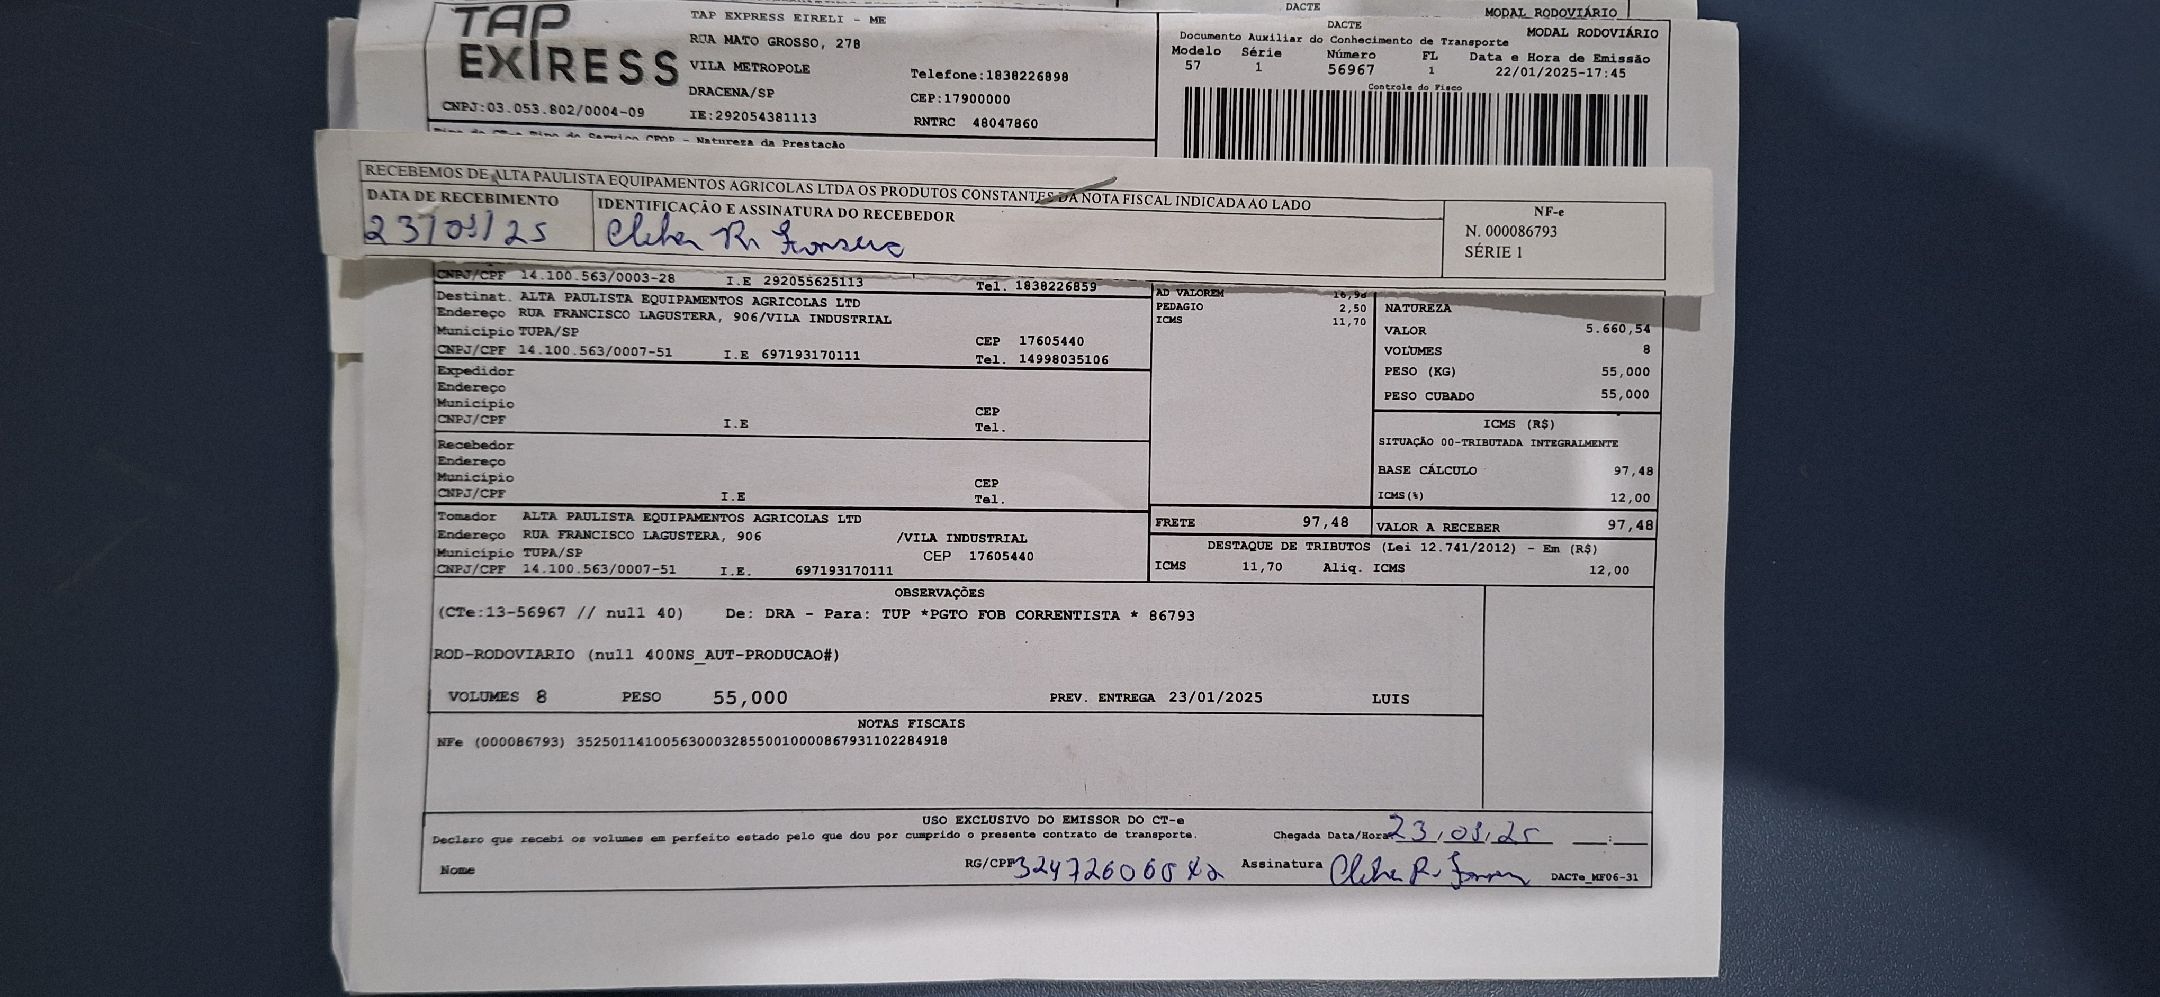 DACTE
MODAL RODOVIÁRIO
TAP EXIRESS
CNPJ:03.053.802/0004-09
TAP EXPRESS EIRELI - ME
RUA MATO GROSSO, 278
VILA METROPOLE
Telefone:1838226898
DRACENA/SP
CEP:17900000
IE:292054381113
RNTRC 48047860
DACTE
MODAL RODOVIÁRIO
Documento Auxiliar do Conhecimento de Transporte
Modelo Série Número FL Data e Hora de Emissão
57 1 56967 1 22/01/2025-17:45
Controle do Fisco
Natureza da Prestação
RECEBEMOS DE ALTA PAULISTA EQUIPAMENTOS AGRICOLAS LTDA OS PRODUTOS CONSTANTES DA NOTA FISCAL INDICADA AO LADO
DATA DE RECEBIMENTO
23/01/25
IDENTIFICAÇÃO E ASSINATURA DO RECEBEDOR
NF-e
N. 000086793
SÉRIE 1
CNPJ/CPF 14.100.563/0003-28 I.E 292055625113 Tel. 1838226859
Destinat. ALTA PAULISTA EQUIPAMENTOS AGRICOLAS LTD
Endereço RUA FRANCISCO LAGUSTERA, 906/VILA INDUSTRIAL
Municipio TUPA/SP CEP 17605440
CNPJ/CPF 14.100.563/0007-51 I.E 697193170111 Tel. 14998035106
Expedidor
Endereço
Município CEP
CNPJ/CPF I.E Tel.
Recebedor
Endereço
Município CEP
CNPJ/CPF I.E Tel.
Tomador ALTA PAULISTA EQUIPAMENTOS AGRICOLAS LTD
Endereço RUA FRANCISCO LAGUSTERA, 906 /VILA INDUSTRIAL
Município TUPA/SP CEP 17605440
CNPJ/CPF 14.100.563/0007-51 I.E. 697193170111
AD VALOREM 16,98
PEDAGIO 2,50
ICMS 11,70
FRETE 97,48
NATUREZA
VALOR 5.660,54
VOLUMES 8
PESO (KG) 55,000
PESO CUBADO 55,000
ICMS (R$)
SITUAÇÃO 00-TRIBUTADA INTEGRALMENTE
BASE CÁLCULO 97,48
ICMS(%) 12,00
VALOR A RECEBER 97,48
DESTAQUE DE TRIBUTOS (Lei 12.741/2012) - Em (R$)
ICMS 11,70 Aliq. ICMS 12,00
OBSERVAÇÕES
(CTe:13-56967 // null 40) De: DRA - Para: TUP *PGTO FOB CORRENTISTA * 86793
ROD-RODOVIARIO (null 400NS_AUT-PRODUCAO#)
VOLUMES 8 PESO 55,000 PREV. ENTREGA 23/01/2025 LUIS
NOTAS FISCAIS
NFe (000086793) 35250114100563000328550010000867931102284918
USO EXCLUSIVO DO EMISSOR DO CT-e
Declaro que recebi os volumes em perfeito estado pelo que dou por cumprido o presente contrato de transporte.
Chegada Data/Hora 23/01/25 :
Nome RG/CPF Assinatura DACTe_MF06-31